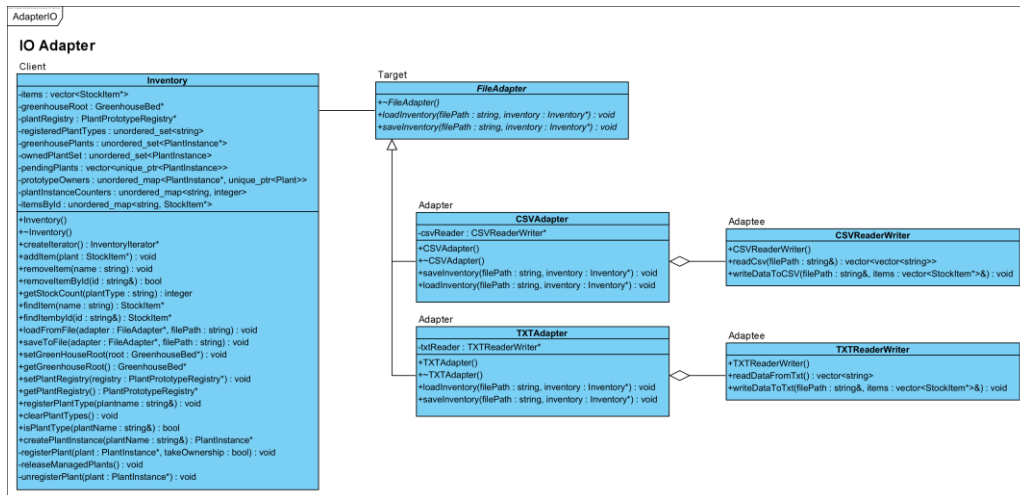 AdapterIO
IO Adapter
Client
Inventory
-items : vector<StockItem*>
-greenhouseRoot : GreenhouseBed*
-plantRegistry : PlantPrototypeRegistry*
-registeredPlantTypes : unordered_set<string>
-greenhousePlants : unordered_set<PlantInstance*>
-ownedPlantSet : unordered_set<PlantInstance>
-pendingPlants : vector<unique_ptr<PlantInstance>>
-prototypeOwners : unordered_map<PlantInstance*, unique_ptr<Plant>>
-plantInstanceCounters : unordered_map<string, integer>
-itemsById : unordered_map<string, StockItem*>
+Inventory()
+~Inventory()
+createIterator() : InventoryIterator*
+addItem(plant : StockItem*) : void
+removeItem(name : string) : void
+removeItemById(id : string&) : bool
+getStockCount(plantType : string) : integer
+findItem(name : string) : StockItem*
+findItembyId(id : string&) : StockItem*
+loadFromFile(adapter : FileAdapter*, filePath : string) : void
+saveToFile(adapter : FileAdapter*, filePath : string) : void
+setGreenHouseRoot(root : GreenhouseBed*) : void
+getGreenhouseRoot() : GreenhouseBed*
+setPlantRegistry(registry : PlantPrototypeRegistry*) : void
+getPlantRegistry() : PlantPrototypeRegistry*
+registerPlantType(plantname : string&) : void
+clearPlantTypes() : void
+isPlantType(plantName : string&) : bool
+createPlantInstance(plantName : string&) : PlantInstance*
-registerPlant(plant : PlantInstance*, takeOwnership : bool) : void
-releaseManagedPlants() : void
-unregisterPlant(plant : PlantInstance*) : void
Target
FileAdapter
+~FileAdapter()
+loadInventory(filePath : string, inventory : Inventory*) : void
+saveInventory(filePath : string, inventory : Inventory*) : void
Adapter
CSVAdapter
-csvReader : CSVReaderWriter*
+CSVAdapter()
+~CSVAdapter()
+saveInventory(filePath : string, inventory : Inventory*) : void
+loadInventory(filePath : string, inventory : Inventory*) : void
Adaptee
CSVReaderWriter
+CSVReaderWriter()
+readCsv(filePath : string&) : vector<vector<string>>
+writeDataToCSV(filePath : string&, items : vector<StockItem*>&) : void
Adapter
TXTAdapter
-txtReader : TXTReaderWriter*
+TXTAdapter()
+~TXTAdapter()
+loadInventory(filePath : string, inventory : Inventory*) : void
+saveInventory(filePath : string, inventory : Inventory*) : void
Adaptee
TXTReaderWriter
+TXTReaderWriter()
+readDataFromTxt() : vector<string>
+writeDataToTxt(filePath : string&, items : vector<StockItem*>&) : void